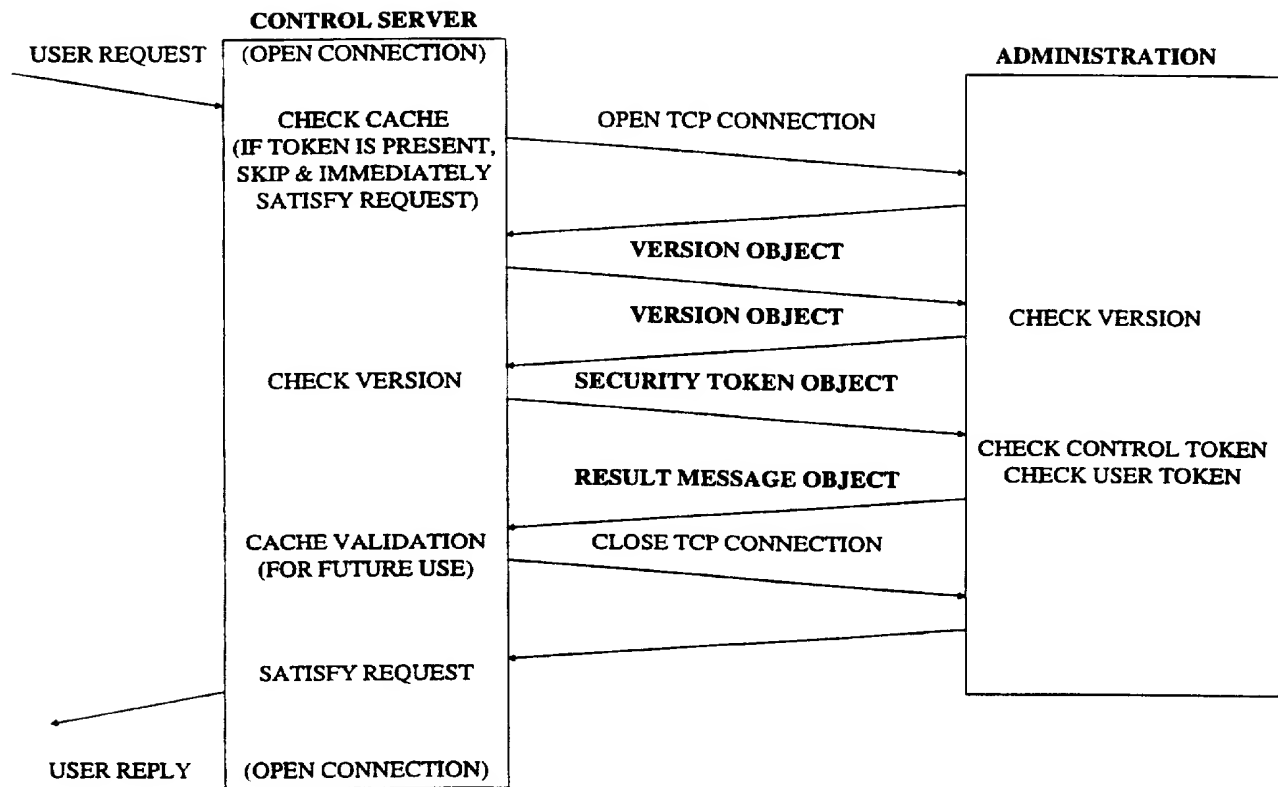 CONTROL SERVER
USER REQUEST
(OPEN CONNECTION)
ADMINISTRATION
CHECK CACHE
(IF TOKEN IS PRESENT,
SKIP & IMMEDIATELY
SATISFY REQUEST)
OPEN TCP CONNECTION
VERSION OBJECT
VERSION OBJECT
CHECK VERSION
CHECK VERSION
SECURITY TOKEN OBJECT
CHECK CONTROL TOKEN
CHECK USER TOKEN
RESULT MESSAGE OBJECT
CACHE VALIDATION
(FOR FUTURE USE)
CLOSE TCP CONNECTION
SATISFY REQUEST
USER REPLY
(OPEN CONNECTION)